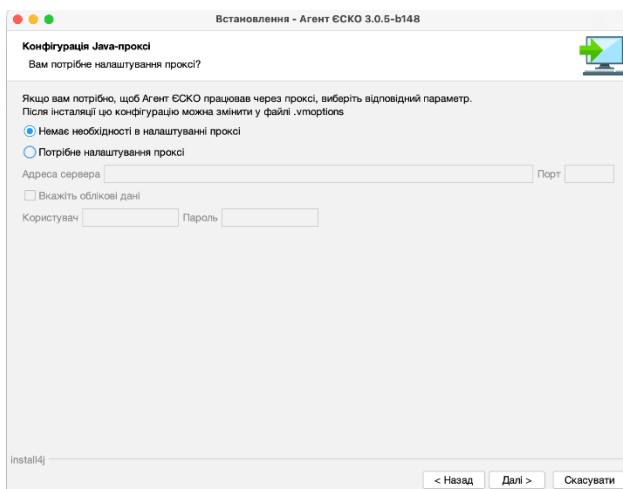 Встановлення - Агент ЄСКО 3.0.5-b148
Конфігурація Java-проксі
Вам потрібне налаштування проксі?
Якщо вам потрібно, щоб Агент ЄСКО працював через проксі, виберіть відповідний параметр.
Після інсталяції цю конфігурацію можна змінити у файлі .vmoptions
Немає необхідності в налаштуванні проксі
Потрібне налаштування проксі
Адреса сервера Порт
Вкажіть облікові дані
Користувач Пароль
install4j
< Назад Далі > Скасувати